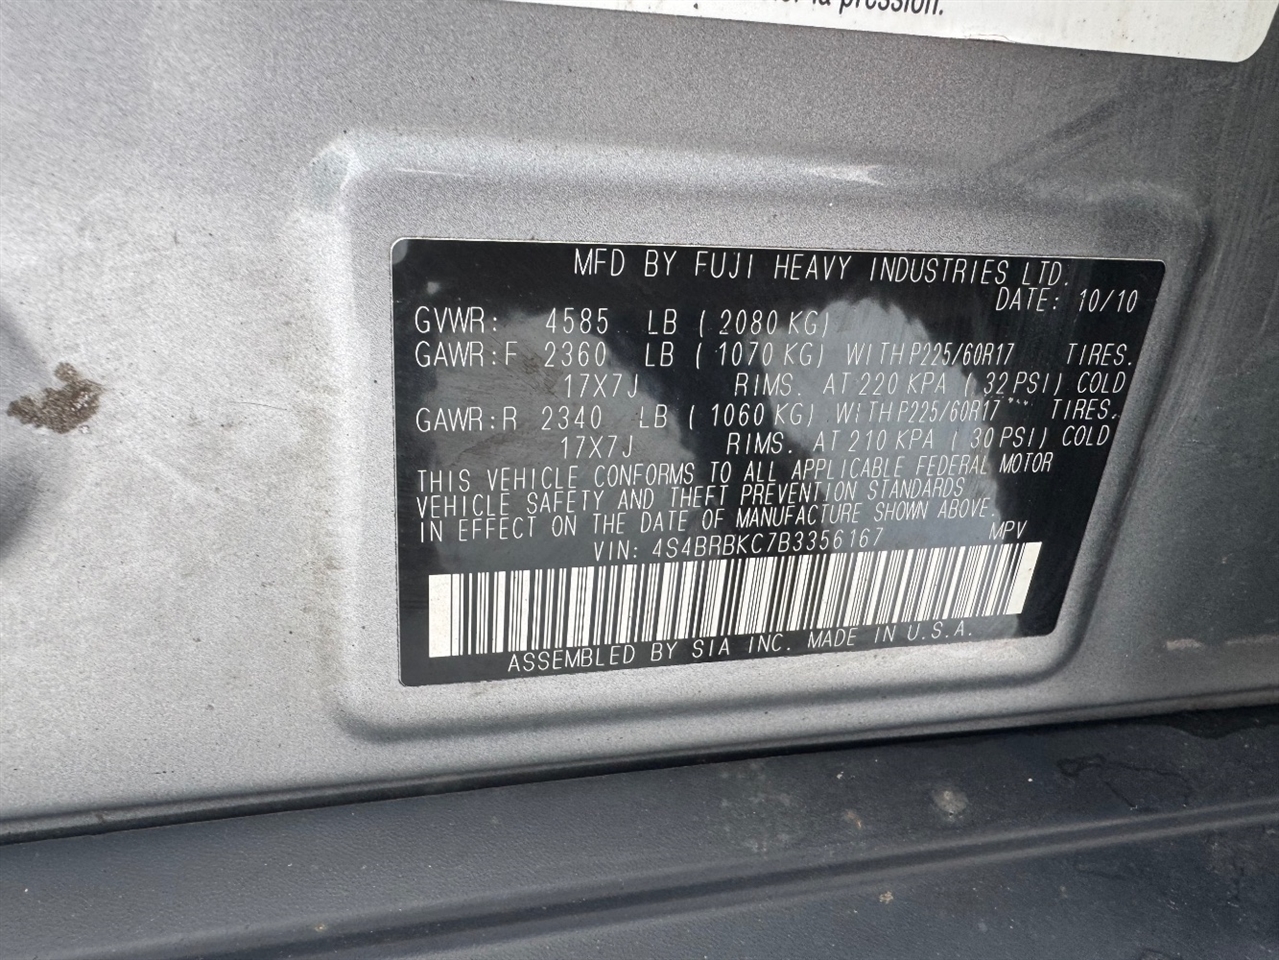 la pression.
MFD BY FUJI HEAVY INDUSTRIES LTD.
DATE: 10/10
GVWR: 4585 LB (2080 KG)
GAWR:F 2360 LB (1070 KG) WITH P225/60R17 TIRES.
17X7J RIMS. AT 220 KPA (32 PSI) COLD
GAWR:R 2340 LB (1060 KG) WITH P225/60R17 TIRES.
17X7J RIMS. AT 210 KPA (30 PSI) COLD
THIS VEHICLE CONFORMS TO ALL APPLICABLE FEDERAL MOTOR
VEHICLE SAFETY AND THEFT PREVENTION STANDARDS
IN EFFECT ON THE DATE OF MANUFACTURE SHOWN ABOVE.
VIN: 4S4BRBKC7B3356167 MPV
ASSEMBLED BY SIA INC. MADE IN U.S.A.